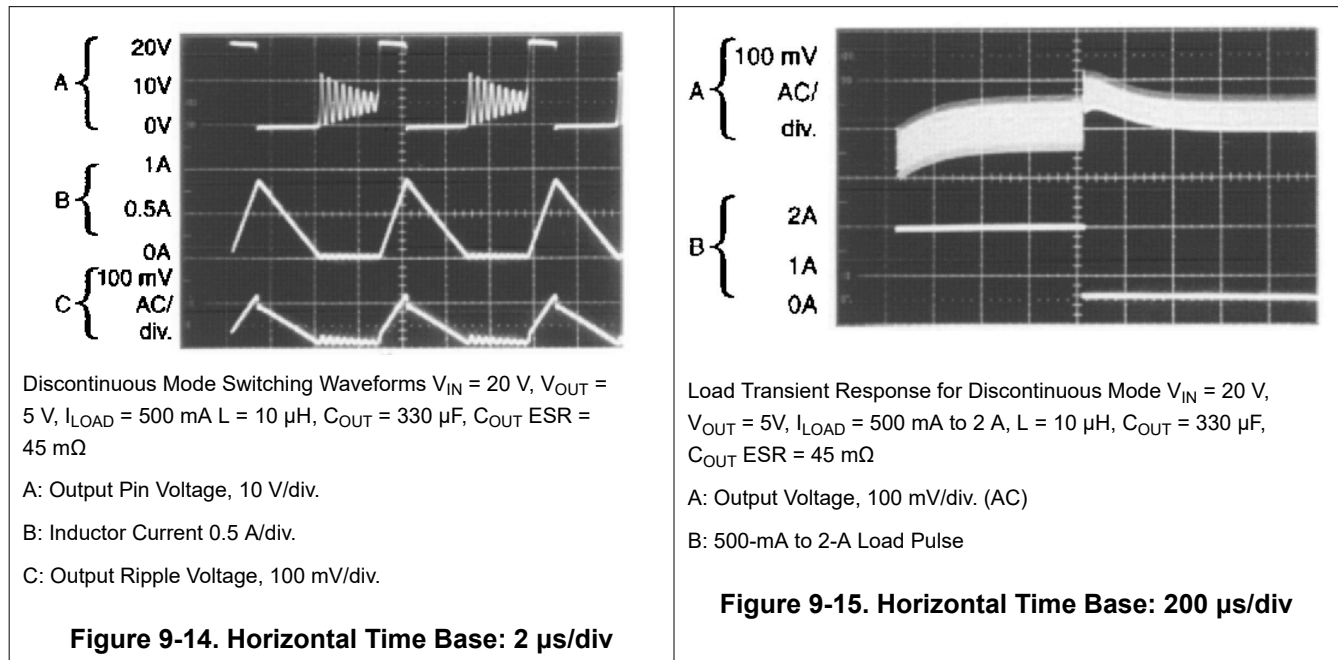 A
20V
10V
0V
B
1A
0.5A
0A
C
100 mV
AC/
div.
Discontinuous Mode Switching Waveforms V_IN = 20 V, V_OUT =
5 V, I_LOAD = 500 mA L = 10 μH, C_OUT = 330 μF, C_OUT ESR =
45 mΩ
A: Output Pin Voltage, 10 V/div.
B: Inductor Current 0.5 A/div.
C: Output Ripple Voltage, 100 mV/div.
Figure 9-14. Horizontal Time Base: 2 μs/div
A
100 mV
AC/
div.
B
2A
1A
0A
Load Transient Response for Discontinuous Mode V_IN = 20 V,
V_OUT = 5V, I_LOAD = 500 mA to 2 A, L = 10 μH, C_OUT = 330 μF,
C_OUT ESR = 45 mΩ
A: Output Voltage, 100 mV/div. (AC)
B: 500-mA to 2-A Load Pulse
Figure 9-15. Horizontal Time Base: 200 μs/div